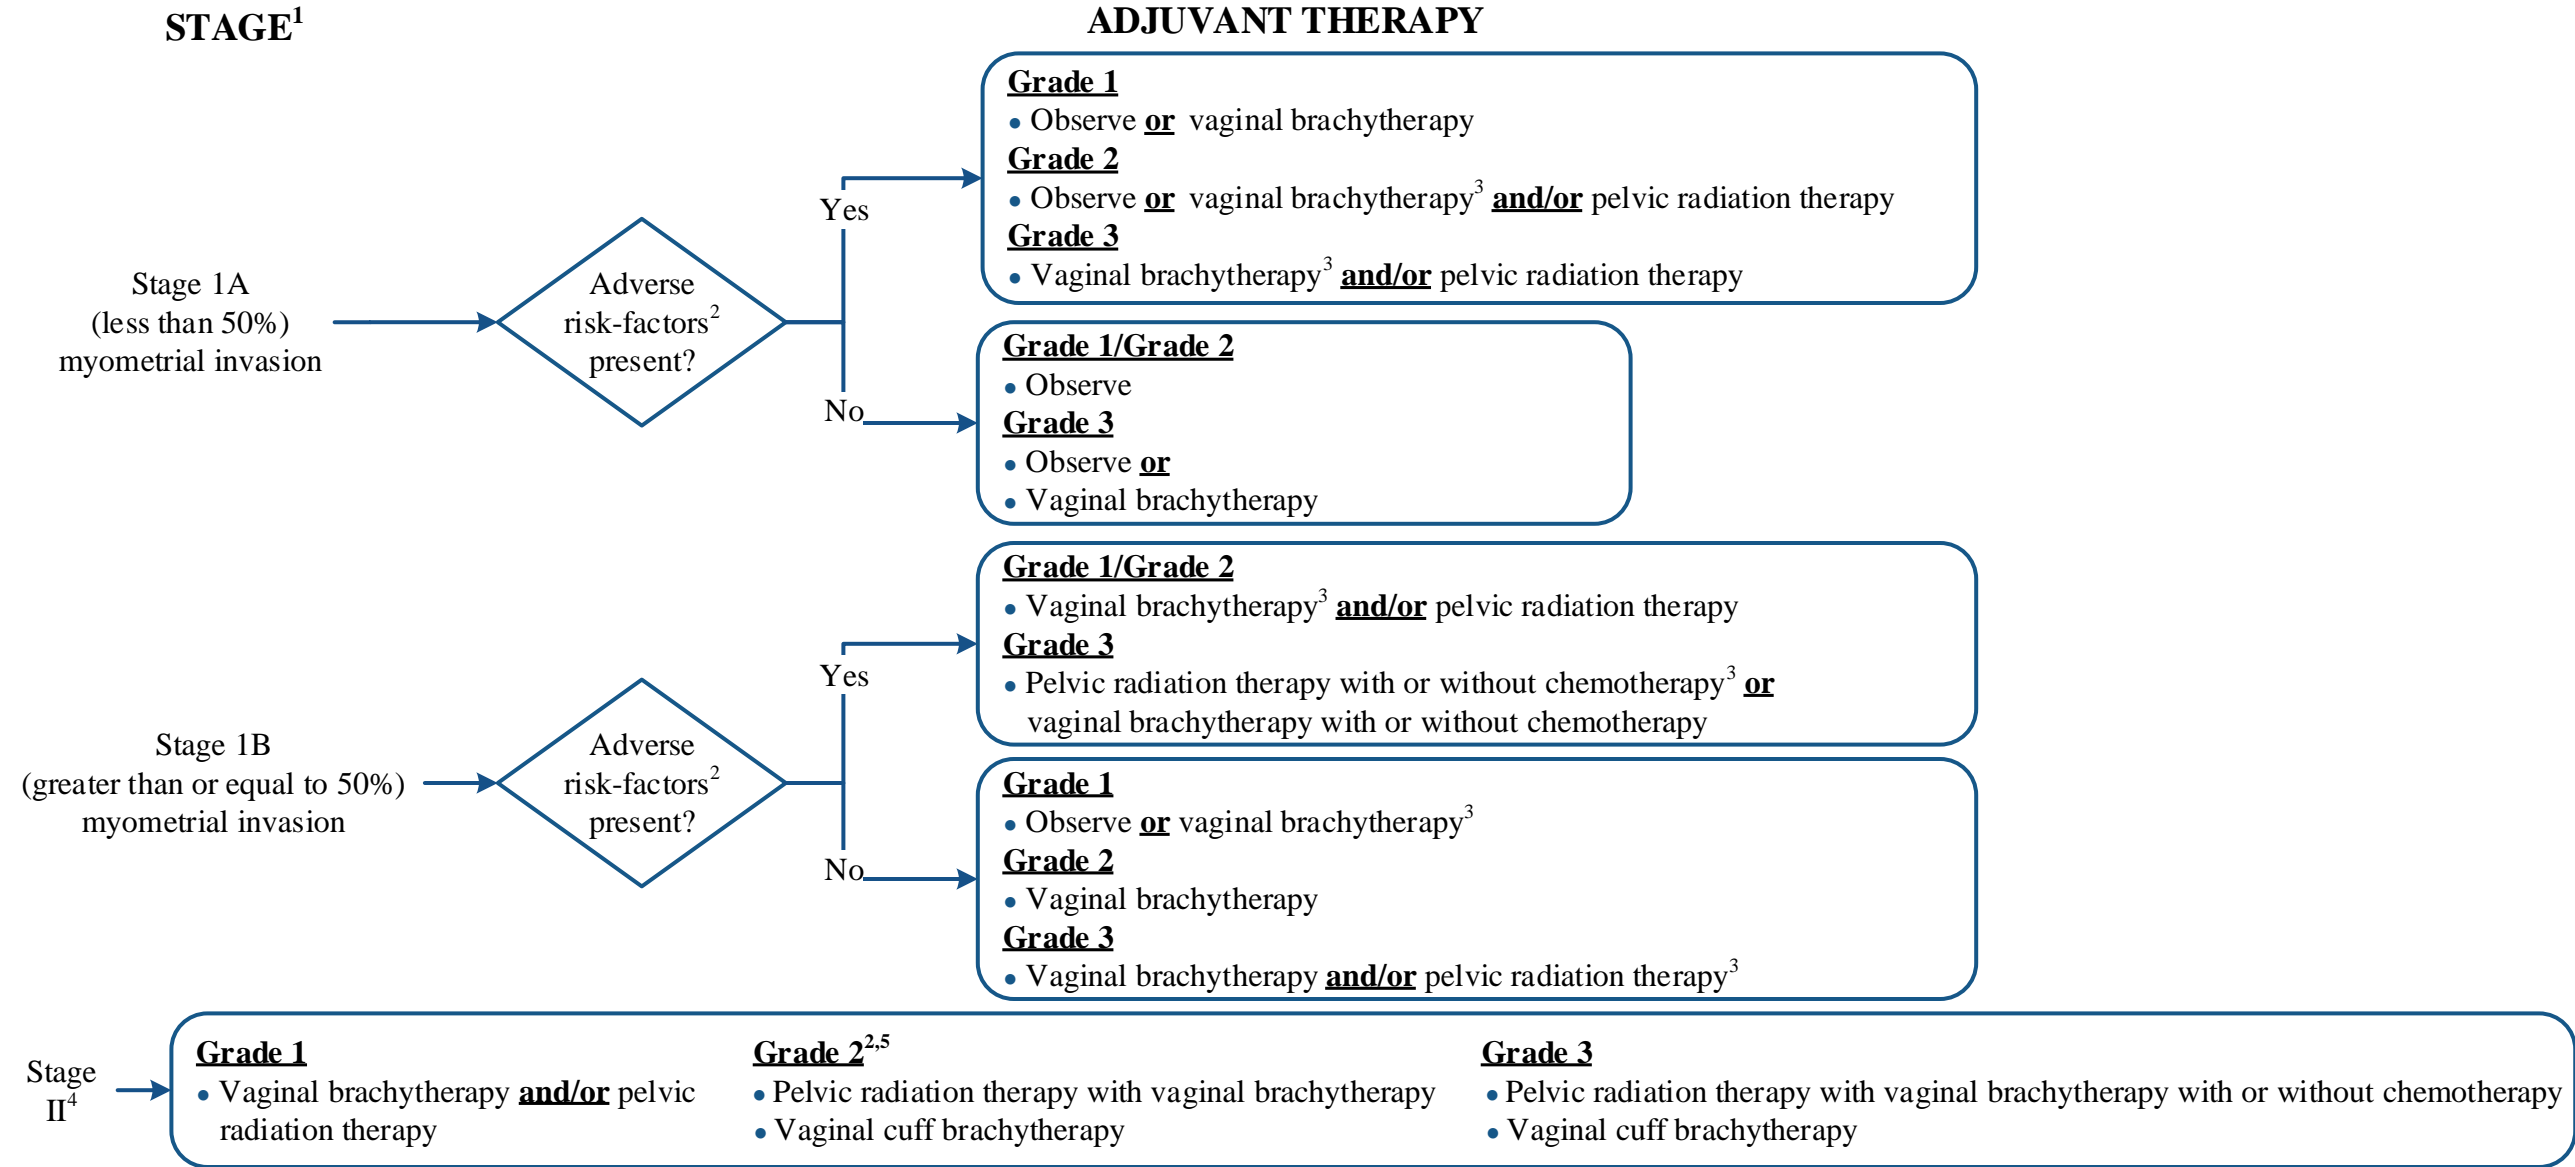 STAGE1
ADJUVANT THERAPY
Stage 1A
(less than 50%)
myometrial invasion
Adverse
risk-factors2
present?
Yes
Grade 1
• Observe or vaginal brachytherapy
Grade 2
• Observe or vaginal brachytherapy3 and/or pelvic radiation therapy
Grade 3
• Vaginal brachytherapy3 and/or pelvic radiation therapy
No
Grade 1/Grade 2
• Observe
Grade 3
• Observe or
• Vaginal brachytherapy
Stage 1B
(greater than or equal to 50%)
myometrial invasion
Adverse
risk-factors2
present?
Yes
Grade 1/Grade 2
• Vaginal brachytherapy3 and/or pelvic radiation therapy
Grade 3
• Pelvic radiation therapy with or without chemotherapy3 or
vaginal brachytherapy with or without chemotherapy
No
Grade 1
• Observe or vaginal brachytherapy3
Grade 2
• Vaginal brachytherapy
Grade 3
• Vaginal brachytherapy and/or pelvic radiation therapy3
Stage
II4
Grade 1
• Vaginal brachytherapy and/or pelvic
radiation therapy
Grade 22,5
• Pelvic radiation therapy with vaginal brachytherapy
• Vaginal cuff brachytherapy
Grade 3
• Pelvic radiation therapy with vaginal brachytherapy with or without chemotherapy
• Vaginal cuff brachytherapy